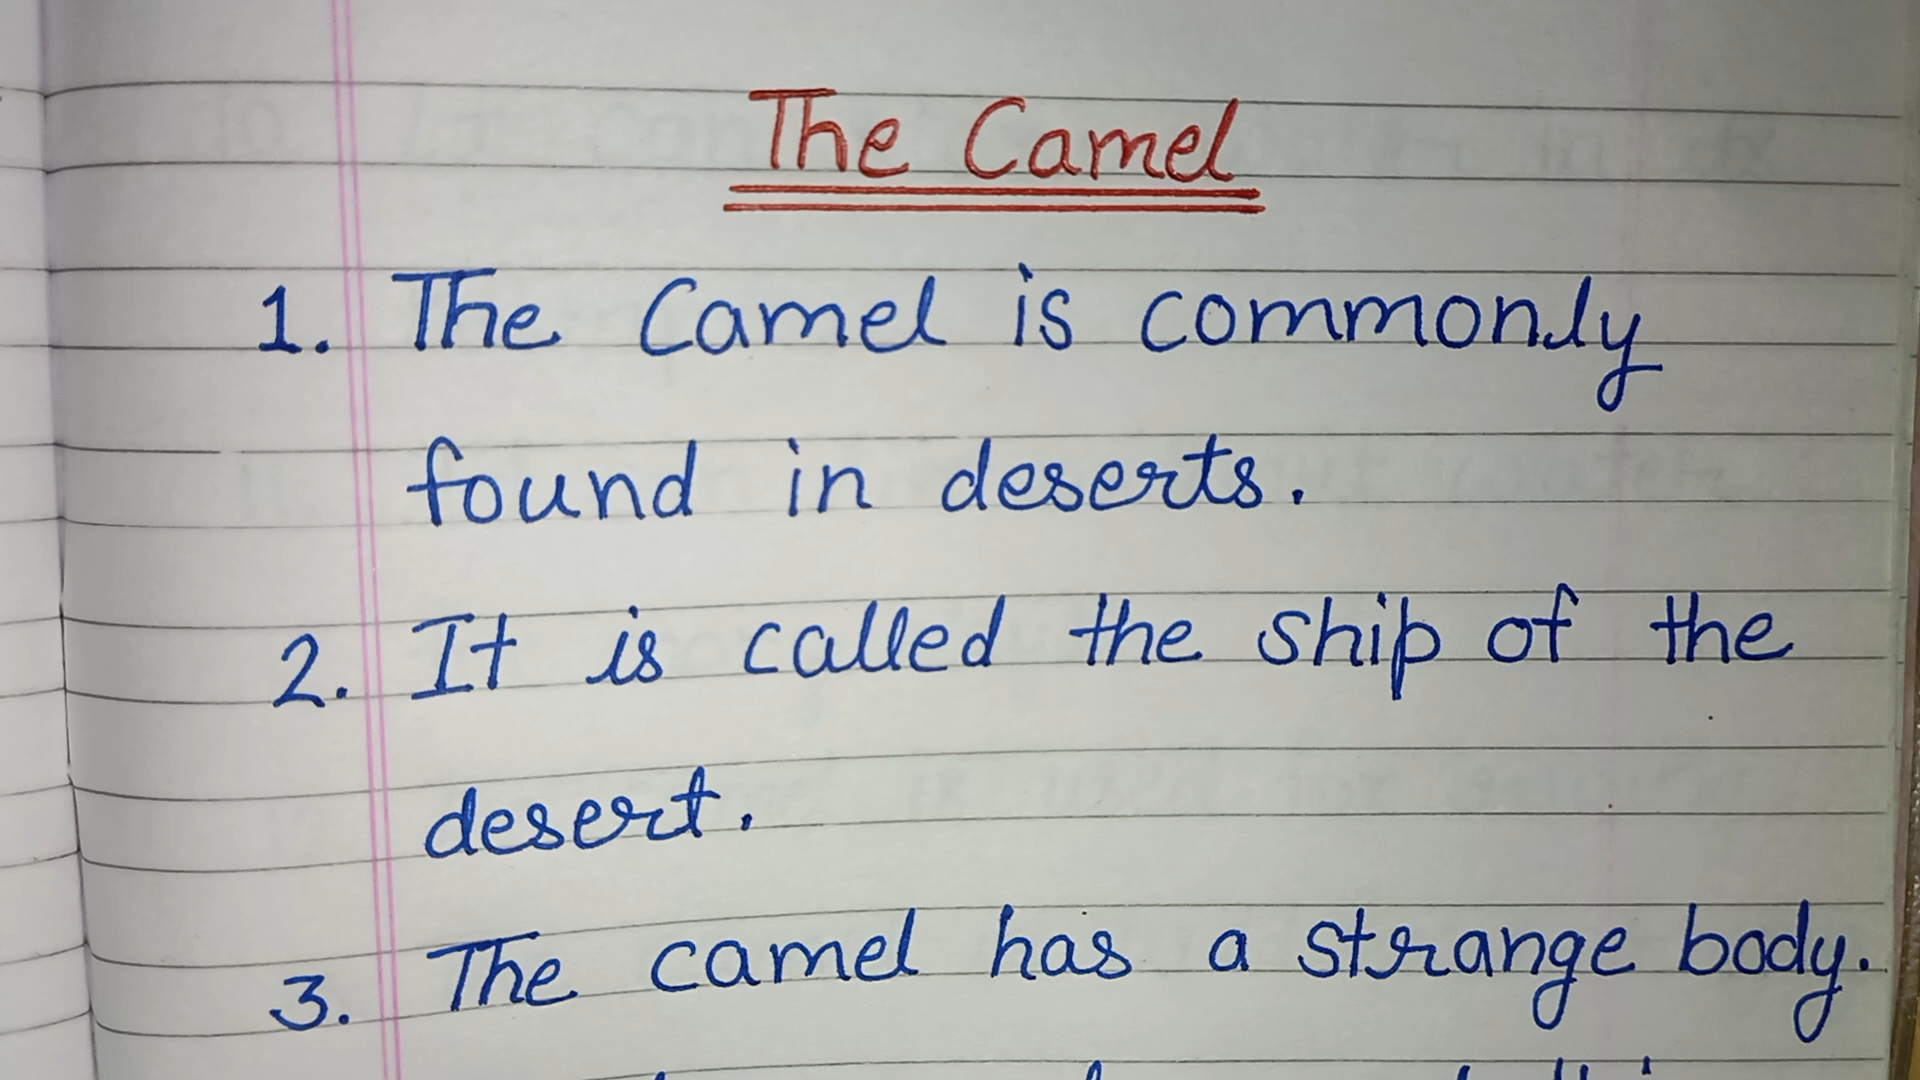 The Camel
1. The Camel is commonly
found in deserts.
2. It is called the ship of the
desert.
3. The camel has a strange body.